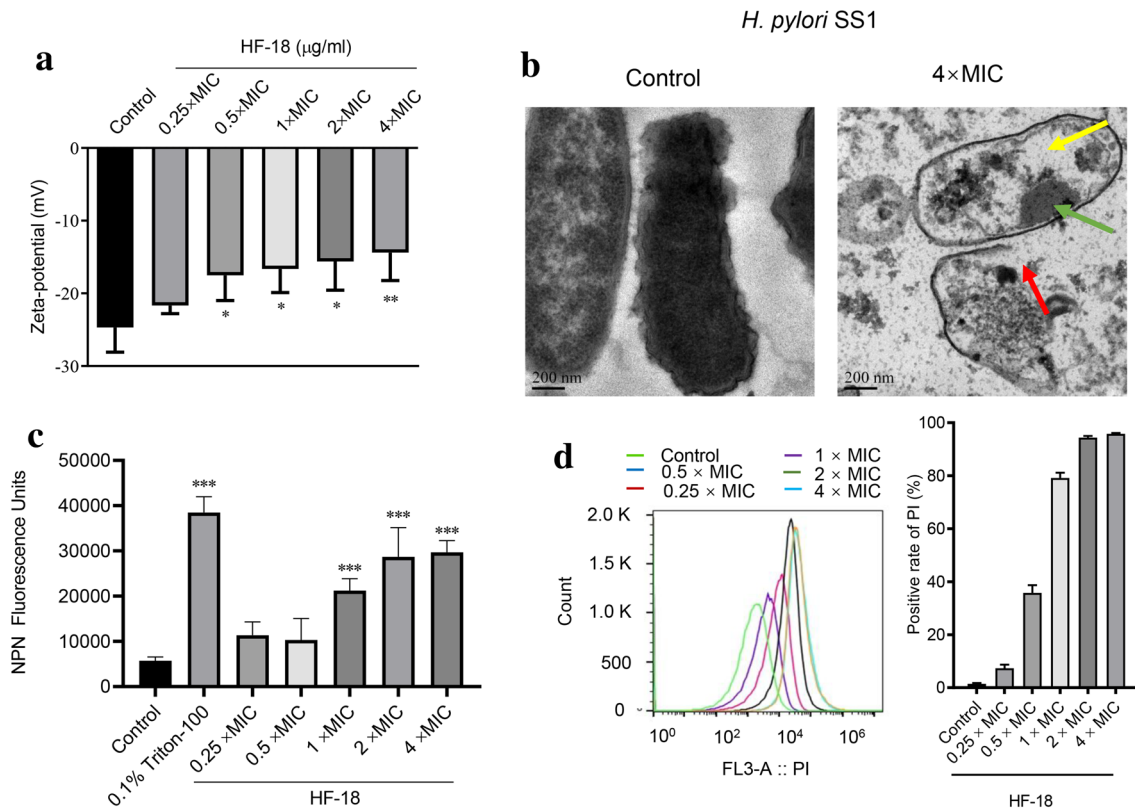 H. pylori SS1
a
HF-18 (μg/ml)
Control
0.25×MIC
0.5×MIC
1×MIC
2×MIC
4×MIC
0
-10
-20
-30
Zeta-potential (mV)
*
*
*
**
b
Control
4×MIC
200 nm
200 nm
c
50000
40000
30000
20000
10000
0
NPN Fluorescence Units
***
***
***
***
Control
0.1% Triton-100
0.25 ×MIC
0.5 ×MIC
1 ×MIC
2 ×MIC
4 ×MIC
HF-18
d
Control
0.5 × MIC
0.25 × MIC
1 × MIC
2 × MIC
4 × MIC
2.0 K
1.5 K
1.0 K
500
0
Count
10⁰ 10² 10⁴ 10⁶
FL3-A :: PI
100
80
60
40
20
0
Positive rate of PI (%)
Control
0.25 × MIC
0.5 × MIC
1 × MIC
2 × MIC
4 × MIC
HF-18